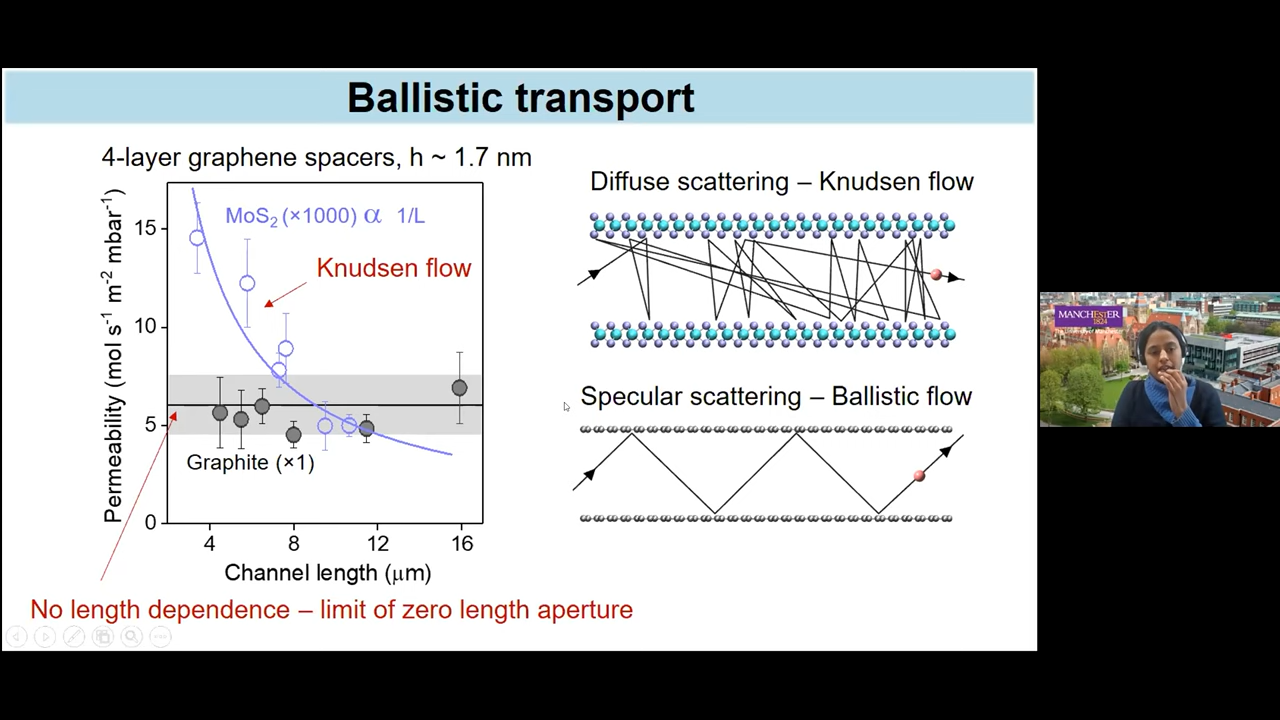 Ballistic transport
4-layer graphene spacers, h ~ 1.7 nm
Permeability (mol s⁻¹ m⁻² mbar⁻¹)
15
10
5
0
MoS₂ (×1000) α 1/L
Knudsen flow
Graphite (×1)
4
8
12
16
Channel length (μm)
No length dependence – limit of zero length aperture
Diffuse scattering – Knudsen flow
Specular scattering – Ballistic flow
MANCHESTER
1824